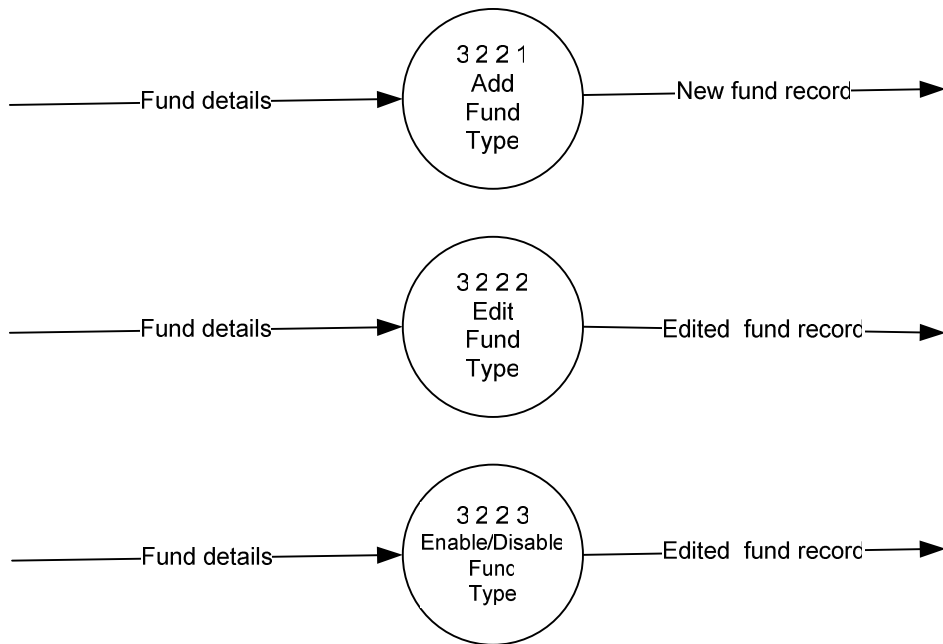 3 2 2 1
Add
Fund
Type
Fund details
New fund record
3 2 2 2
Edit
Fund
Type
Fund details
Edited  fund record
3 2 2 3
Enable/Disable
Fund
Type
Fund details
Edited  fund record